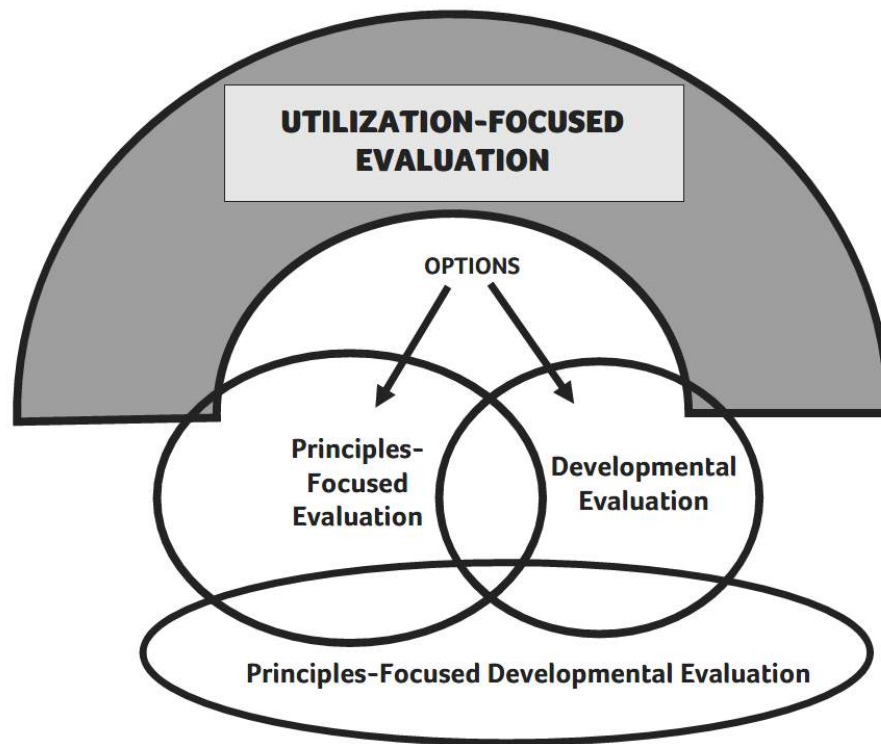 UTILIZATION-FOCUSED
EVALUATION
OPTIONS
Principles-
Focused
Evaluation
Developmental
Evaluation
Principles-Focused Developmental Evaluation